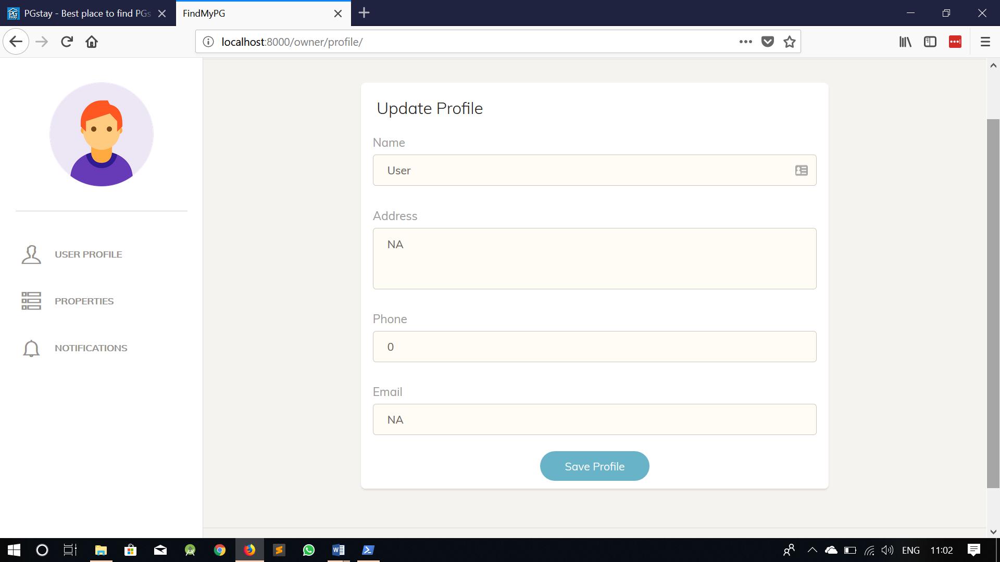 PGstay - Best place to find PGs
FindMyPG
localhost:8000/owner/profile/
Update Profile
Name
User
Address
NA
Phone
0
Email
NA
Save Profile
USER PROFILE
PROPERTIES
NOTIFICATIONS
ENG
11:02